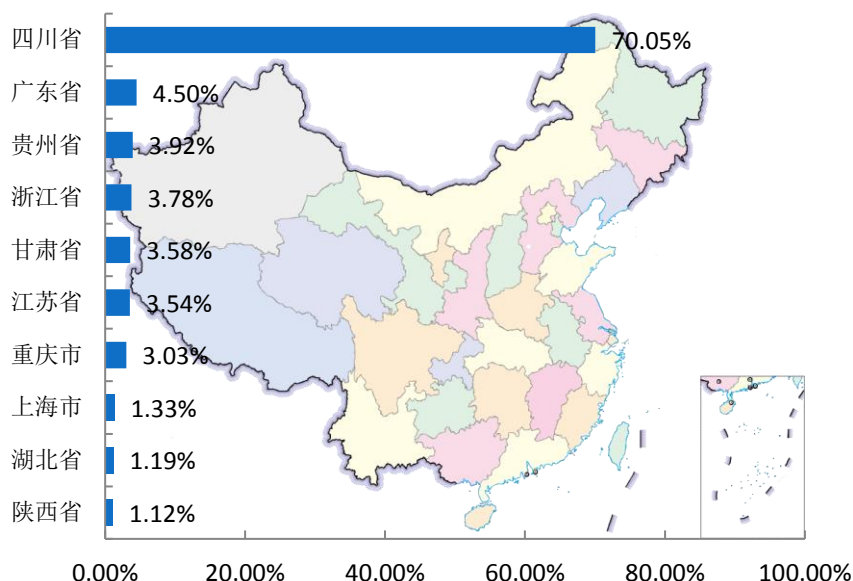 四川省 70.05%
广东省 4.50%
贵州省 3.92%
浙江省 3.78%
甘肃省 3.58%
江苏省 3.54%
重庆市 3.03%
上海市 1.33%
湖北省 1.19%
陕西省 1.12%
0.00% 20.00% 40.00% 60.00% 80.00% 100.00%